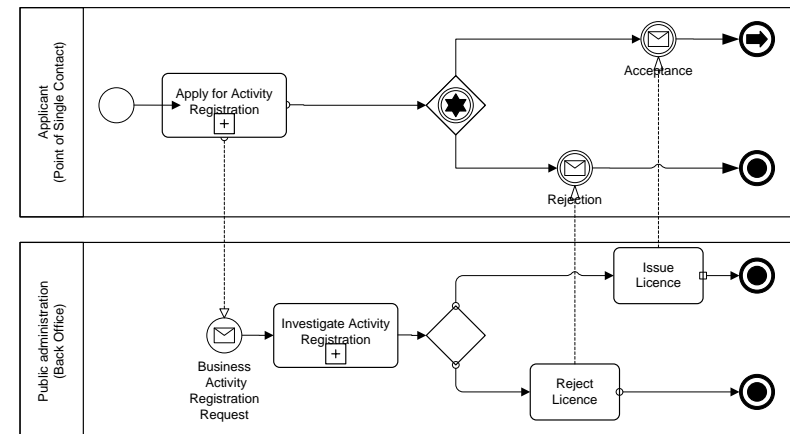 Applicant
(Point of Single Contact)
Apply for Activity
Registration
Acceptance
Rejection
Public administration
(Back Office)
Business
Activity
Registration
Request
Investigate Activity
Registration
Issue
Licence
Reject
Licence